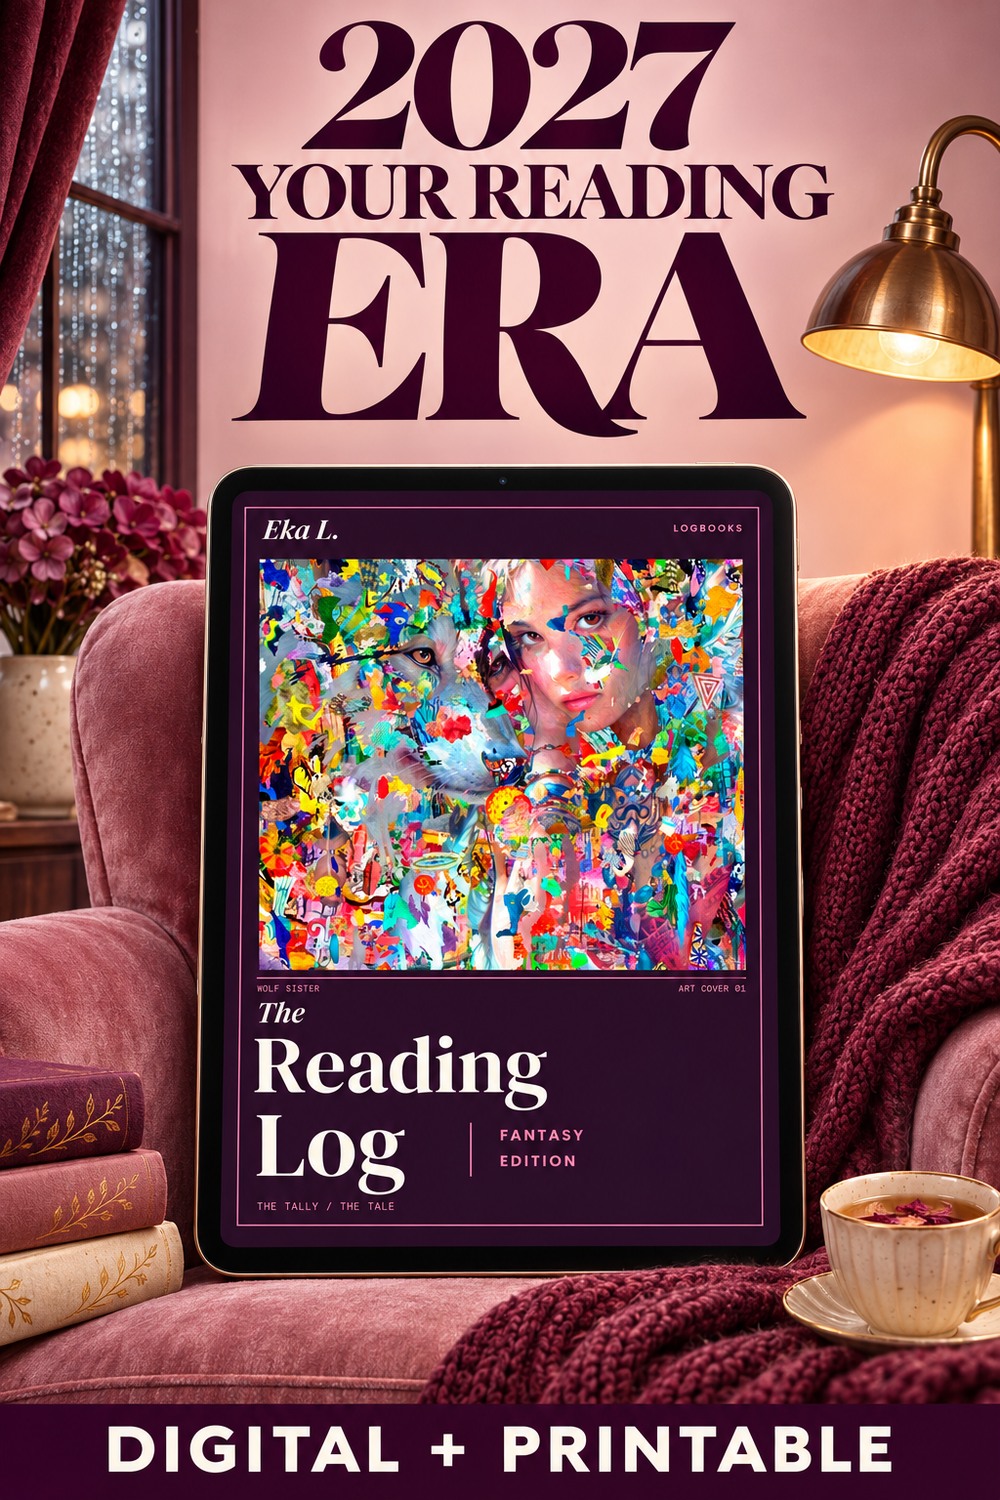 2027
YOUR READING
ERA
Eka L.
LOGBOOKS
WOLF SISTER
ART COVER 01
The
Reading
Log
FANTASY
EDITION
THE TALLY / THE TALE
DIGITAL + PRINTABLE